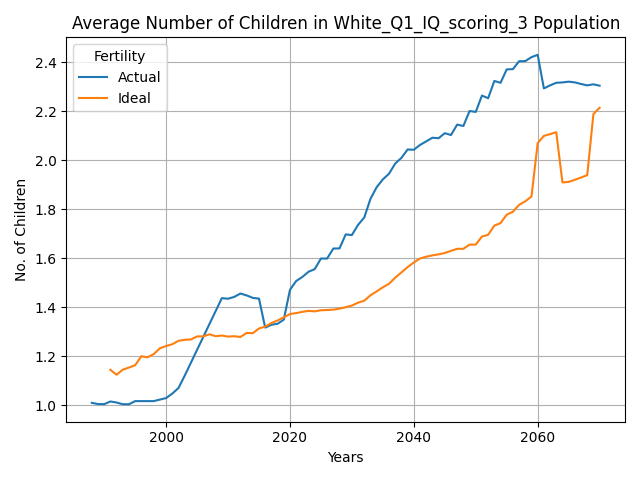 Average Number of Children in White_Q1_IQ_scoring_3 Population
Fertility
Actual
Ideal
No. of Children
2.4
2.2
2.0
1.8
1.6
1.4
1.2
1.0
2000
2020
2040
2060
Years